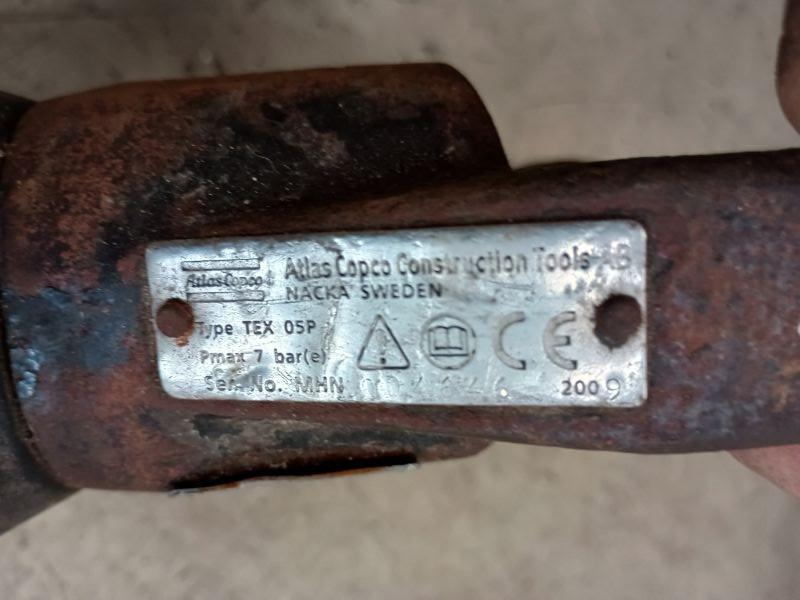 Atlas Copco
Atlas Copco Construction Tools AB
NACKA SWEDEN
Type TEX 05P
Pmax 7 bar(e)
CE
Ser. No. MHN
2009